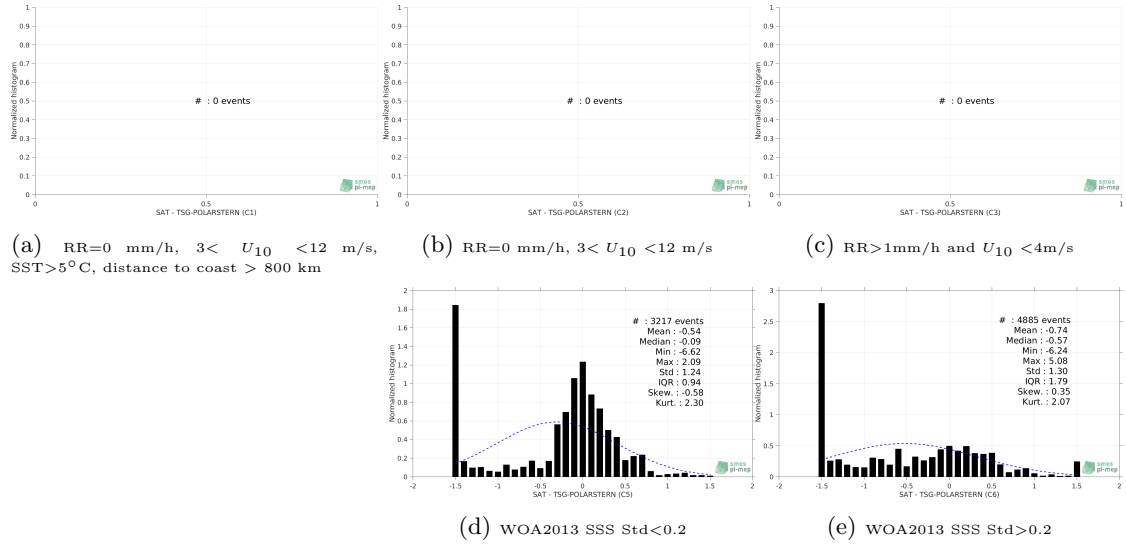 1
0.9
0.8
0.7
0.6
0.5
0.4
0.3
0.2
0.1
0
Normalized histogram
# : 0 events
smos
pi-mep
0 0.5 1
SAT - TSG-POLARSTERN (C1)
(a) RR=0 mm/h, 3< U10 <12 m/s,
SST>5°C, distance to coast > 800 km
1
0.9
0.8
0.7
0.6
0.5
0.4
0.3
0.2
0.1
0
Normalized histogram
# : 0 events
smos
pi-mep
0 0.5 1
SAT - TSG-POLARSTERN (C2)
(b) RR=0 mm/h, 3< U10 <12 m/s
1
0.9
0.8
0.7
0.6
0.5
0.4
0.3
0.2
0.1
0
Normalized histogram
# : 0 events
smos
pi-mep
0 0.5 1
SAT - TSG-POLARSTERN (C3)
(c) RR>1mm/h and U10 <4m/s
2
1.8
1.6
1.4
1.2
1
0.8
0.6
0.4
0.2
0
Normalized histogram
# : 3217 events
Mean : -0.54
Median : -0.09
Min : -6.62
Max : 2.09
Std : 1.24
IQR : 0.94
Skew. : -0.58
Kurt. : 2.30
smos
pi-mep
-2 -1.5 -1 -0.5 0 0.5 1 1.5 2
SAT - TSG-POLARSTERN (C5)
(d) WOA2013 SSS Std<0.2
3
2.5
2
1.5
1
0.5
0
Normalized histogram
# : 4885 events
Mean : -0.74
Median : -0.57
Min : -6.24
Max : 5.08
Std : 1.30
IQR : 1.79
Skew. : 0.35
Kurt. : 2.07
smos
pi-mep
-2 -1.5 -1 -0.5 0 0.5 1 1.5 2
SAT - TSG-POLARSTERN (C6)
(e) WOA2013 SSS Std>0.2